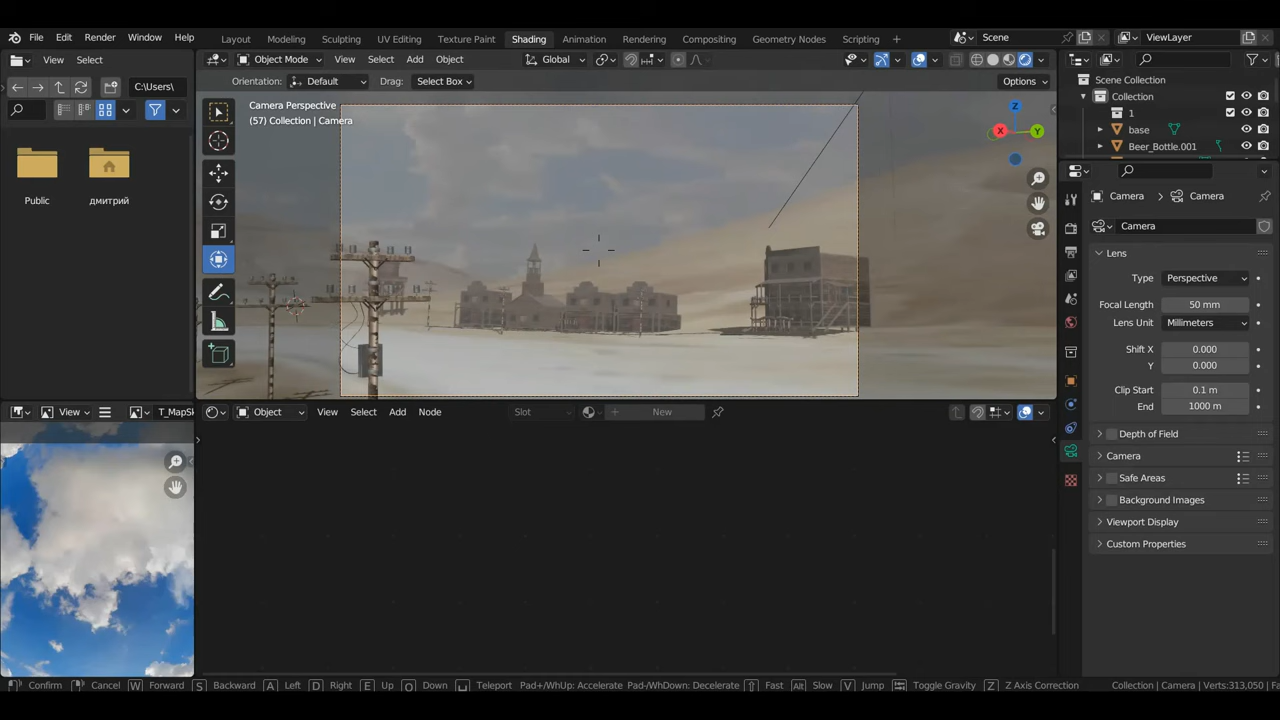 File Edit Render Window Help
Layout Modeling Sculpting UV Editing Texture Paint Shading Animation Rendering Compositing Geometry Nodes Scripting
Scene
ViewLayer
View Select
Object Mode
View Select Add Object
Global
C:\Users\
Orientation: Default Drag: Select Box
Options
Scene Collection
Collection
1
base
Beer_Bottle.001
Camera Perspective
(57) Collection | Camera
X Y Z
Public
дмитрий
Camera Camera
Camera
Lens
Type Perspective
Focal Length 50 mm
Lens Unit Millimeters
Shift X 0.000
Y 0.000
Clip Start 0.1 m
End 1000 m
Depth of Field
Camera
Safe Areas
Background Images
Viewport Display
Custom Properties
View
Object View Select Add Node
Slot
New
Confirm Cancel W Forward S Backward A Left D Right E Up Q Down Teleport Pad+/WhUp: Accelerate Pad-/WhDown: Decelerate Fast Alt Slow V Jump Toggle Gravity Z Z Axis Correction
Collection | Camera Verts:313,050